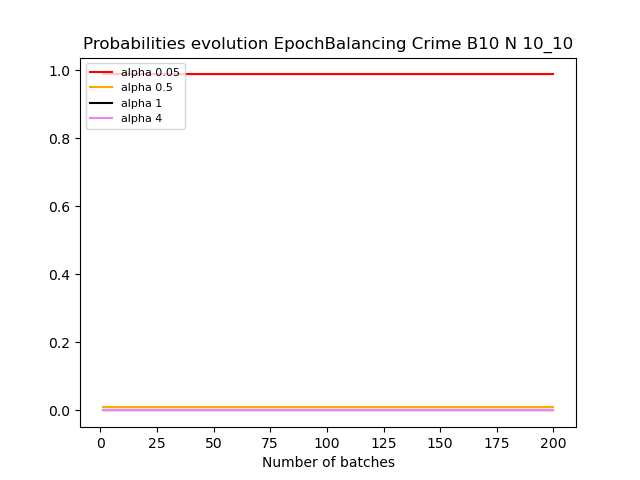 Probabilities evolution EpochBalancing Crime B10 N 10_10
1.0
0.8
0.6
0.4
0.2
0.0
alpha 0.05
alpha 0.5
alpha 1
alpha 4
0 25 50 75 100 125 150 175 200
Number of batches